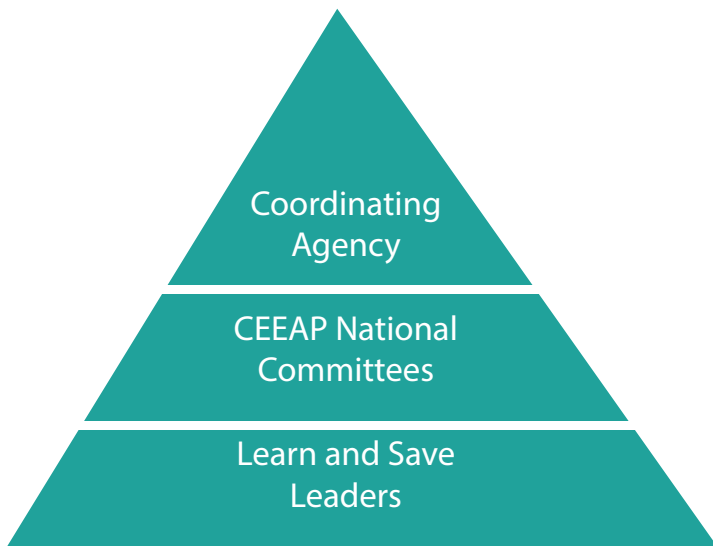 Coordinating
Agency
CEEAP National
Committees
Learn and Save
Leaders